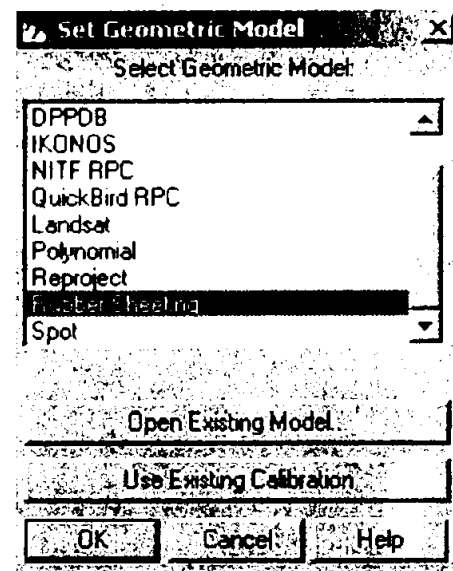 Set Geometric Model
Select Geometric Model:
DPPDB
IKONOS
NITF RPC
QuickBird RPC
Landsat
Polynomial
Reproject
Rubber Sheeting
Spot
Open Existing Model...
Use Existing Calibration
OK
Cancel
Help